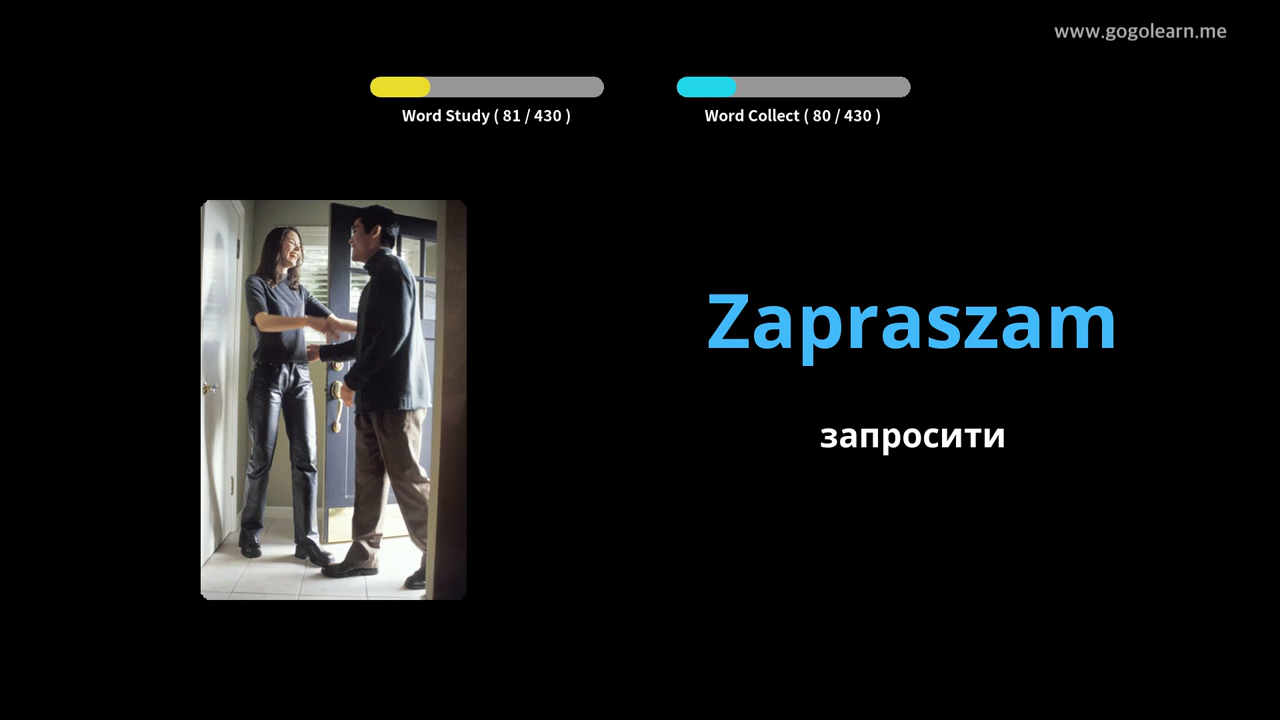 www.gogolearn.me
Word Study ( 81 / 430 )
Word Collect ( 80 / 430 )
Zapraszam
запросити